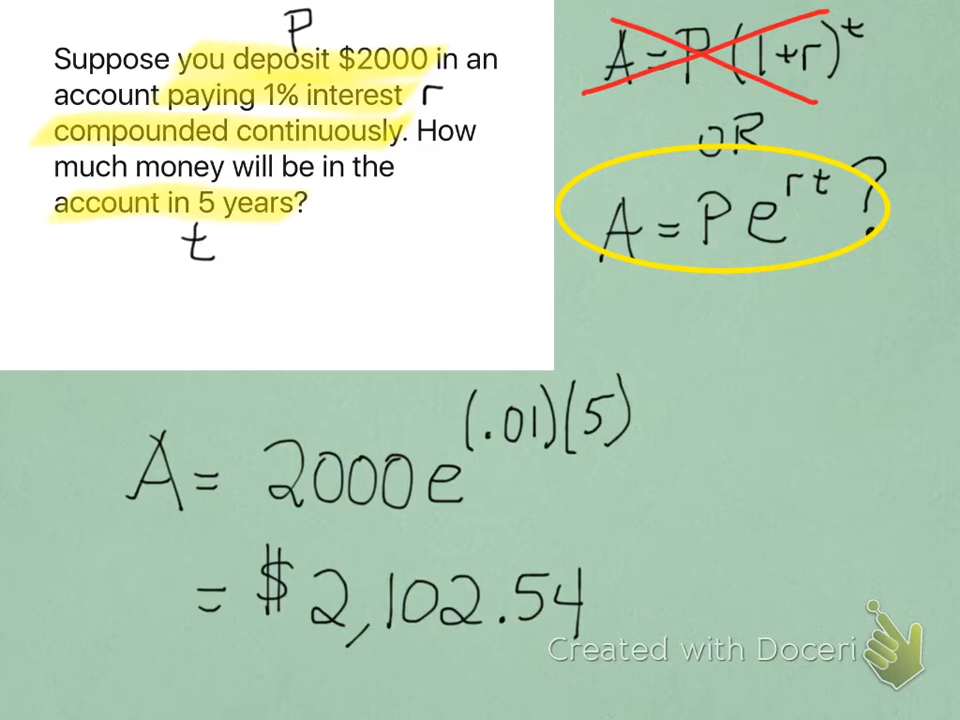 P
Suppose you deposit $2000 in an
account paying 1% interest r
compounded continuously. How
much money will be in the
account in 5 years?
t
A=P(1+r)^t
OR
A=Pe^rt ?
A= 2000e^(.01)(5)
= $2,102.54
Created with Doceri